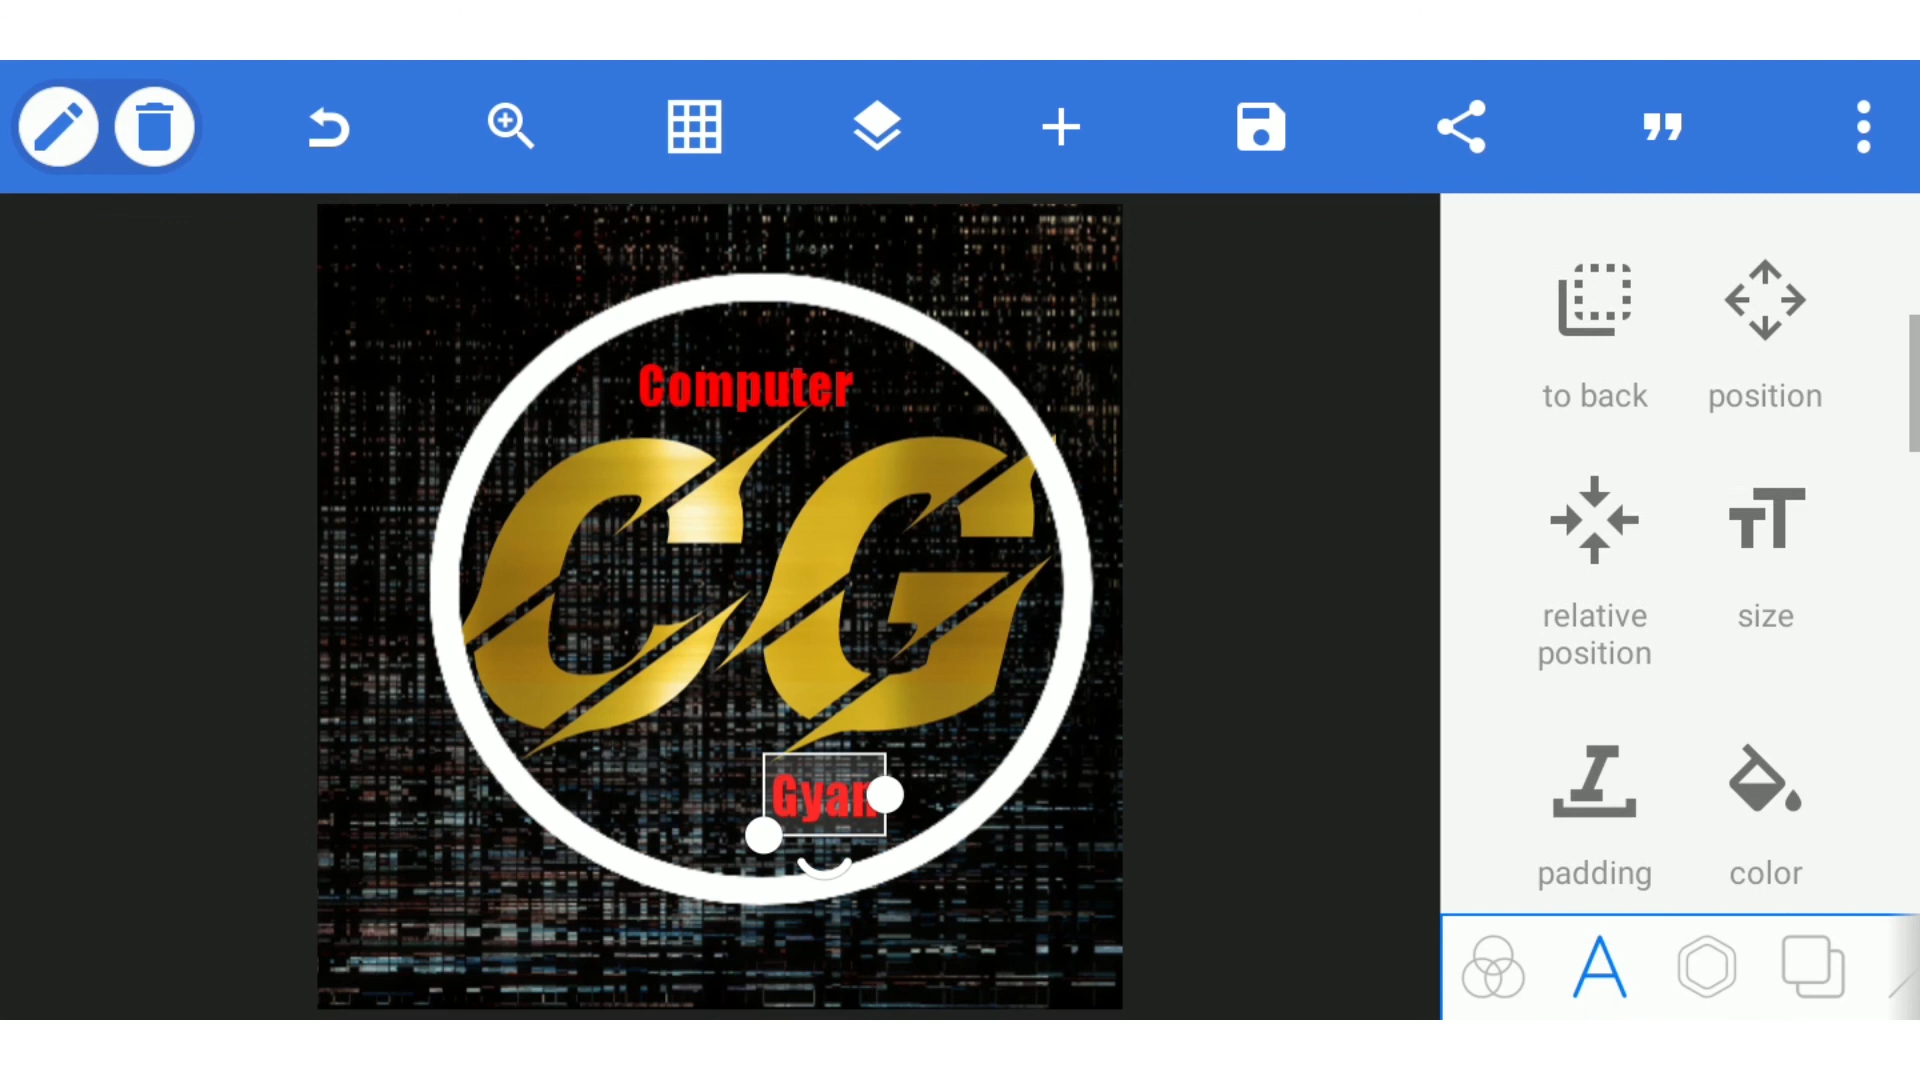 Computer
CG
Gyan
to back
position
relative
position
size
padding
color